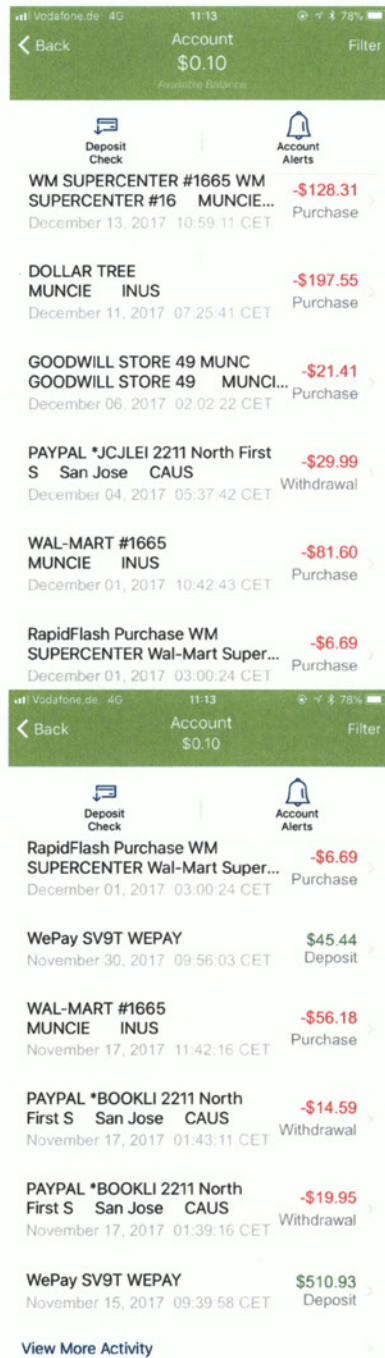 Vodafone.de 4G 11:13 78%
Back Account Filter
$0.10
Available Balance
Deposit Check
Account Alerts
WM SUPERCENTER #1665 WM
SUPERCENTER #16 MUNCIE... -$128.31
December 13, 2017 10:59:11 CET Purchase
DOLLAR TREE
MUNCIE INUS -$197.55
December 11, 2017 07:25:41 CET Purchase
GOODWILL STORE 49 MUNC
GOODWILL STORE 49 MUNCI... -$21.41
December 06, 2017 02:02:22 CET Purchase
PAYPAL *JCJLEI 2211 North First
S San Jose CAUS -$29.99
December 04, 2017 05:37:42 CET Withdrawal
WAL-MART #1665
MUNCIE INUS -$81.60
December 01, 2017 10:42:43 CET Purchase
RapidFlash Purchase WM
SUPERCENTER Wal-Mart Super... -$6.69
December 01, 2017 03:00:24 CET Purchase
Vodafone.de 4G 11:13 78%
Back Account Filter
$0.10
Deposit Check
Account Alerts
RapidFlash Purchase WM
SUPERCENTER Wal-Mart Super... -$6.69
December 01, 2017 03:00:24 CET Purchase
WePay SV9T WEPAY $45.44
November 30, 2017 09:56:03 CET Deposit
WAL-MART #1665
MUNCIE INUS -$56.18
November 17, 2017 11:42:16 CET Purchase
PAYPAL *BOOKLI 2211 North
First S San Jose CAUS -$14.59
November 17, 2017 01:43:11 CET Withdrawal
PAYPAL *BOOKLI 2211 North
First S San Jose CAUS -$19.95
November 17, 2017 01:39:16 CET Withdrawal
WePay SV9T WEPAY $510.93
November 15, 2017 09:39:58 CET Deposit
View More Activity